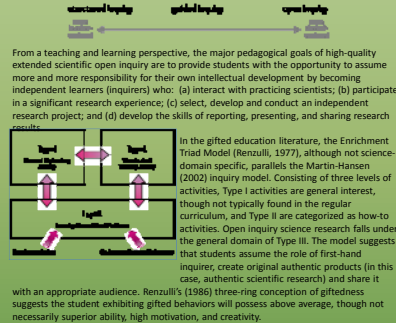 structured inquiry guided inquiry open inquiry
From a teaching and learning perspective, the major pedagogical goals of high-quality
extended scientific open inquiry are to provide students with the opportunity to assume
more and more responsibility for their own intellectual development by becoming
independent learners (inquirers) who: (a) interact with practicing scientists; (b) participate
in a significant research experience; (c) select, develop and conduct an independent
research project; and (d) develop the skills of reporting, presenting, and sharing research
results.
In the gifted education literature, the Enrichment
Triad Model (Renzulli, 1977), although not science-
domain specific, parallels the Martin-Hansen
(2002) inquiry model. Consisting of three levels of
activities, Type I activities are general interest,
though not typically found in the regular
curriculum, and Type II are categorized as how-to
activities. Open inquiry science research falls under
the general domain of Type III. The model suggests
that students assume the role of first-hand
inquirer, create original authentic products (in this
case, authentic scientific research) and share it
with an appropriate audience. Renzulli's (1986) three-ring conception of giftedness
suggests the student exhibiting gifted behaviors will possess above average, though not
necessarily superior ability, high motivation, and creativity.